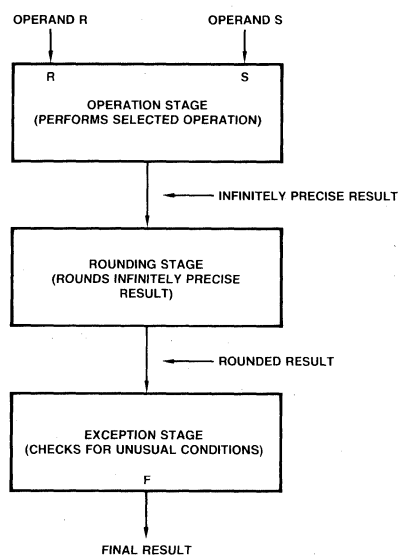 OPERAND R
OPERAND S
R
S
OPERATION STAGE
(PERFORMS SELECTED OPERATION)
INFINITELY PRECISE RESULT
ROUNDING STAGE
(ROUNDS INFINITELY PRECISE
RESULT)
ROUNDED RESULT
EXCEPTION STAGE
(CHECKS FOR UNUSUAL CONDITIONS)
F
FINAL RESULT